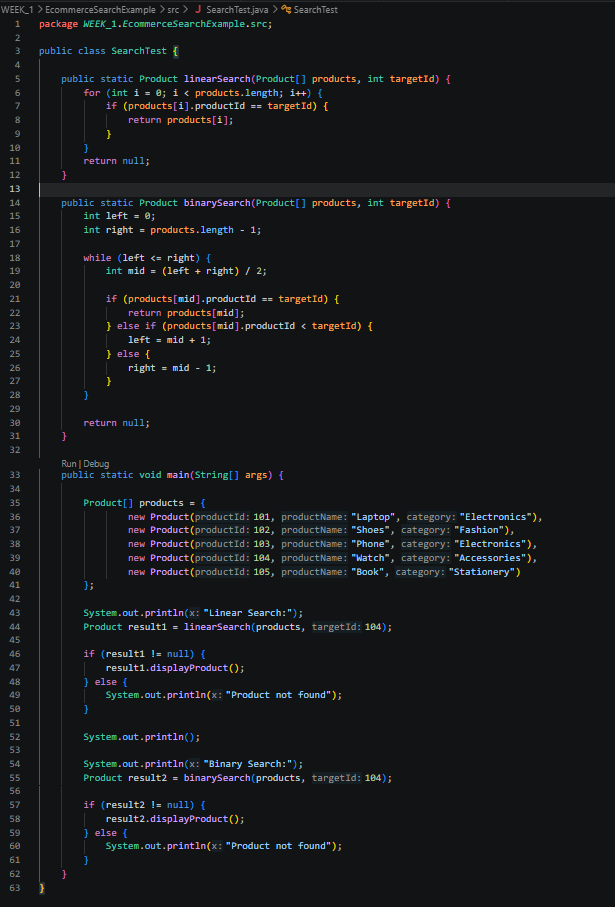 WEEK_1 > EcommerceSearchExample > src > J SearchTest.java > SearchTest
1 package WEEK_1.EcommerceSearchExample.src;
2
3 public class SearchTest {
4
5     public static Product linearSearch(Product[] products, int targetId) {
6         for (int i = 0; i < products.length; i++) {
7             if (products[i].productId == targetId) {
8                 return products[i];
9             }
10         }
11         return null;
12     }
13
14     public static Product binarySearch(Product[] products, int targetId) {
15         int left = 0;
16         int right = products.length - 1;
17
18         while (left <= right) {
19             int mid = (left + right) / 2;
20
21             if (products[mid].productId == targetId) {
22                 return products[mid];
23             } else if (products[mid].productId < targetId) {
24                 left = mid + 1;
25             } else {
26                 right = mid - 1;
27             }
28         }
29
30         return null;
31     }
32
Run | Debug
33     public static void main(String[] args) {
34
35         Product[] products = {
36                 new Product(productId: 101, productName: "Laptop", category: "Electronics"),
37                 new Product(productId: 102, productName: "Shoes", category: "Fashion"),
38                 new Product(productId: 103, productName: "Phone", category: "Electronics"),
39                 new Product(productId: 104, productName: "Watch", category: "Accessories"),
40                 new Product(productId: 105, productName: "Book", category: "Stationery")
41         };
42
43         System.out.println(x: "Linear Search:");
44         Product result1 = linearSearch(products, targetId: 104);
45
46         if (result1 != null) {
47             result1.displayProduct();
48         } else {
49             System.out.println(x: "Product not found");
50         }
51
52         System.out.println();
53
54         System.out.println(x: "Binary Search:");
55         Product result2 = binarySearch(products, targetId: 104);
56
57         if (result2 != null) {
58             result2.displayProduct();
59         } else {
60             System.out.println(x: "Product not found");
61         }
62     }
63 }